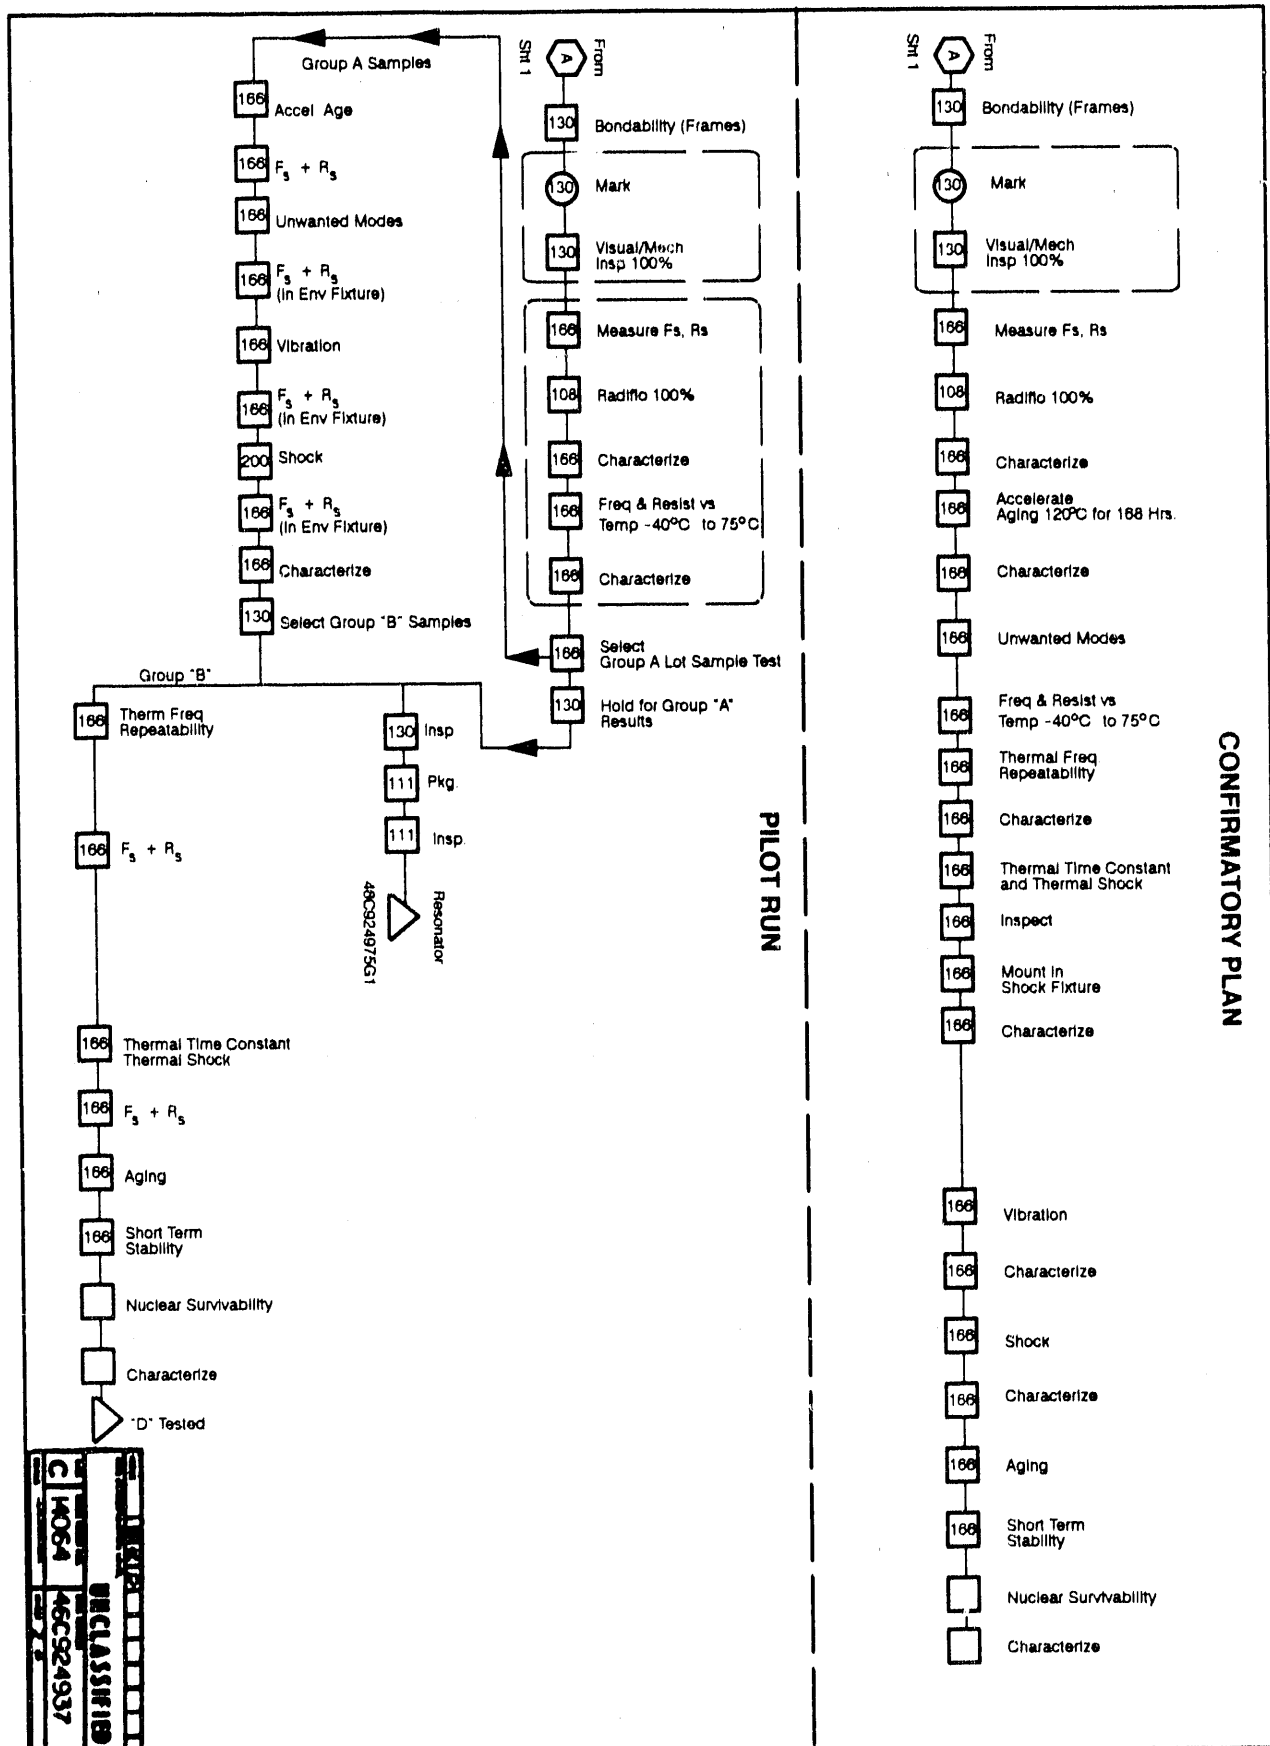 Group A Samples
166 Accel Age
166 Fs + Rs
166 Unwanted Modes
166 Fs + Rs
(In Env Fixture)
166 Vibration
166 Fs + Rs
(In Env Fixture)
200 Shock
166 Fs + Rs
(In Env Fixture)
166 Characterize
130 Select Group "B" Samples
Group "B"
166 Therm Freq
Repeatability
166 Fs + Rs
166 Thermal Time Constant
Thermal Shock
166 Fs + Rs
166 Aging
166 Short Term
Stability
Nuclear Survivability
Characterize
"D" Tested
130 Insp
111 Pkg.
111 Insp.
Resonator
46C924975G1
From
A
Sht 1
130 Bondability (Frames)
130 Mark
130 Visual/Mech
Insp 100%
166 Measure Fs, Rs
108 Radiflo 100%
166 Characterize
166 Freq & Resist vs
Temp -40°C to 75°C
166 Characterize
166 Select
Group A Lot Sample Test
130 Hold for Group "A"
Results
PILOT RUN
From
A
Sht 1
130 Bondability (Frames)
130 Mark
130 Visual/Mech
Insp 100%
166 Measure Fs, Rs
108 Radiflo 100%
166 Characterize
166 Accelerate
Aging 120°C for 168 Hrs.
166 Characterize
166 Unwanted Modes
166 Freq & Resist vs
Temp -40°C to 75°C
166 Thermal Freq
Repeatability
166 Characterize
166 Thermal Time Constant
and Thermal Shock
166 Inspect
166 Mount In
Shock Fixture
166 Characterize
166 Vibration
166 Characterize
166 Shock
166 Characterize
166 Aging
166 Short Term
Stability
Nuclear Survivability
Characterize
CONFIRMATORY PLAN
UNCLASSIFIED
C 14064 46C924937